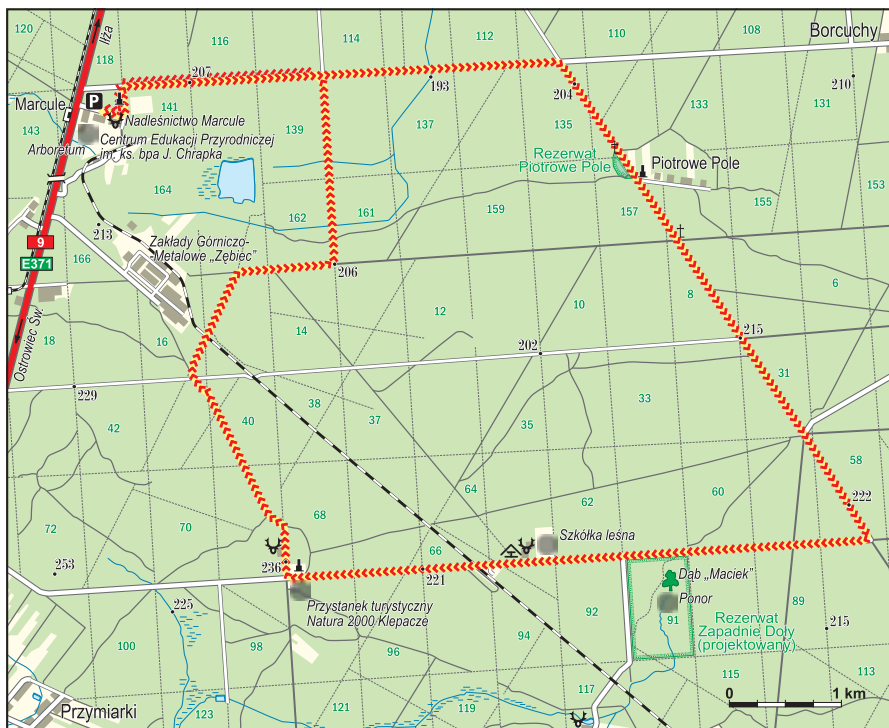 120
116
114
112
110
108
Borcuchy
Iłża
118
207
193
204
210
Marcule
P
141
Nadleśnictwo Marcule
139
137
135
133
131
143
Arboretum
Centrum Edukacji Przyrodniczej
im. ks. bpa J. Chrapka
Rezerwat
Piotrowe Pole
Piotrowe Pole
164
162
161
159
157
155
153
213
Zakłady Górniczo-
-Metalowe „Zębiec”
9
E371
166
206
Ostrowiec Św.
18
16
14
12
10
8
6
202
215
229
42
40
38
37
35
33
31
72
70
68
66
64
62
60
58
222
Szkółka leśna
253
236
221
225
Przystanek turystyczny
Natura 2000 Klepacze
Dąb „Maciek”
Ponor
92
91
89
215
Rezerwat
Zapadnie Doły
(projektowany)
100
98
96
94
Przymiarki
123
121
119
117
115
113
0
1 km